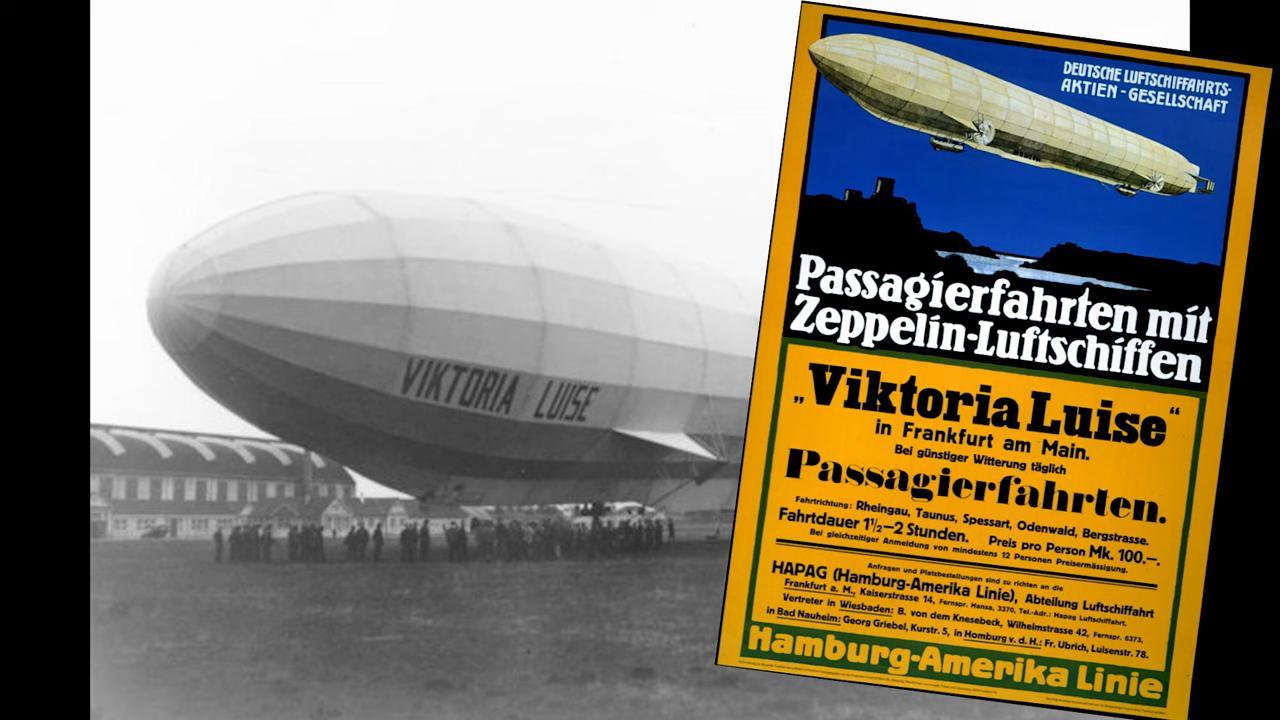 VIKTORIA LUISE
DEUTSCHE LUFTSCHIFFAHRTS-
AKTIEN-GESELLSCHAFT
Passagierfahrten mit
Zeppelin-Luftschiffen
„Viktoria Luise“
in Frankfurt am Main.
Bei günstiger Witterung täglich
Passagierfahrten.
Fahrtrichtung: Rheingau, Taunus, Spessart, Odenwald, Bergstrasse.
Fahrtdauer 1½–2 Stunden. Preis pro Person Mk. 100.–.
Bei gleichzeitiger Anmeldung von mindestens 12 Personen Preisermässigung.
Anfragen und Platzbestellungen sind zu richten an die
HAPAG (Hamburg-Amerika Linie), Abteilung Luftschiffahrt
Frankfurt a. M., Kaiserstrasse 14, Fernspr. Hansa, 3370, Tel.-Adr.: Hapag Luftschiffahrt,
Vertreter in Wiesbaden: B. von dem Knesebeck, Wilhelmstrasse 42, Fernspr. 6373,
in Bad Nauheim: Georg Griebel, Kurstr. 5, in Homburg v. d. H.: Fr. Ubrich, Luisenstr. 78.
Hamburg-Amerika Linie